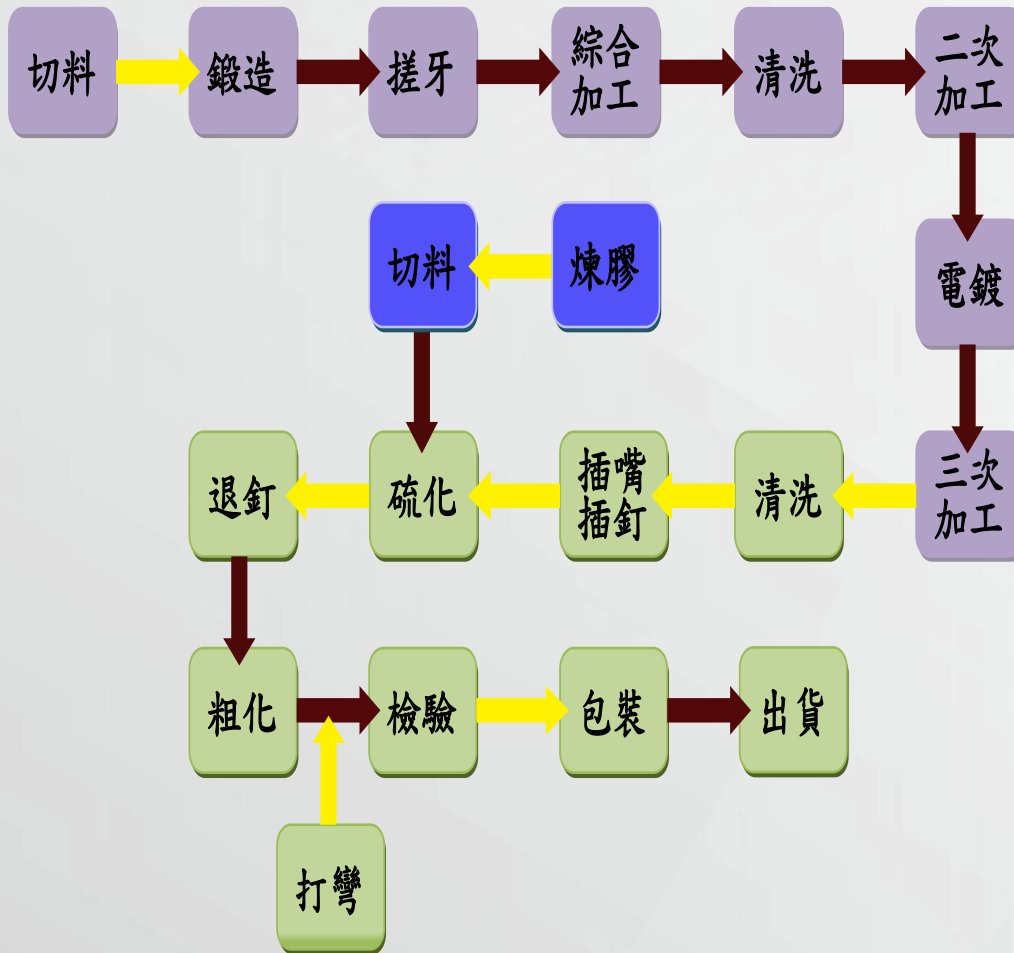 切料
鍛造
搓牙
綜合
加工
清洗
二次
加工
電鍍
切料
煉膠
退釘
硫化
插嘴
插釘
清洗
三次
加工
粗化
檢驗
包裝
出貨
打彎